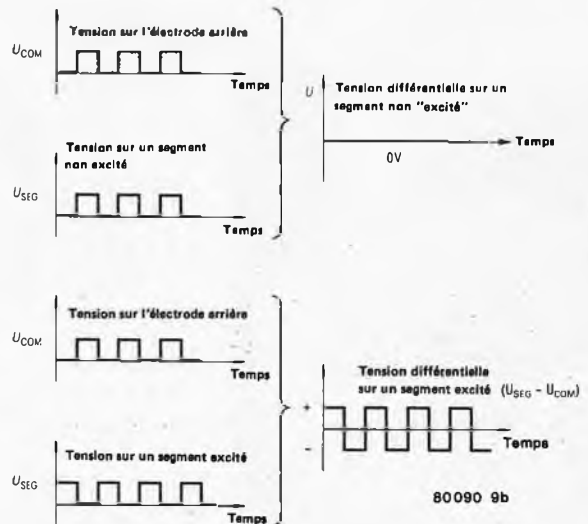 Tension sur l'électrode arrière
U_COM
Temps
Tension sur un segment
non excité
U_SEG
Temps
U
Tension différentielle sur un
segment non "excité"
Temps
0V
Tension sur l'électrode arrière
U_COM
Temps
Tension sur un segment excité
U_SEG
Temps
Tension différentielle
sur un segment excité (U_SEG - U_COM)
+
-
Temps
80090 9b